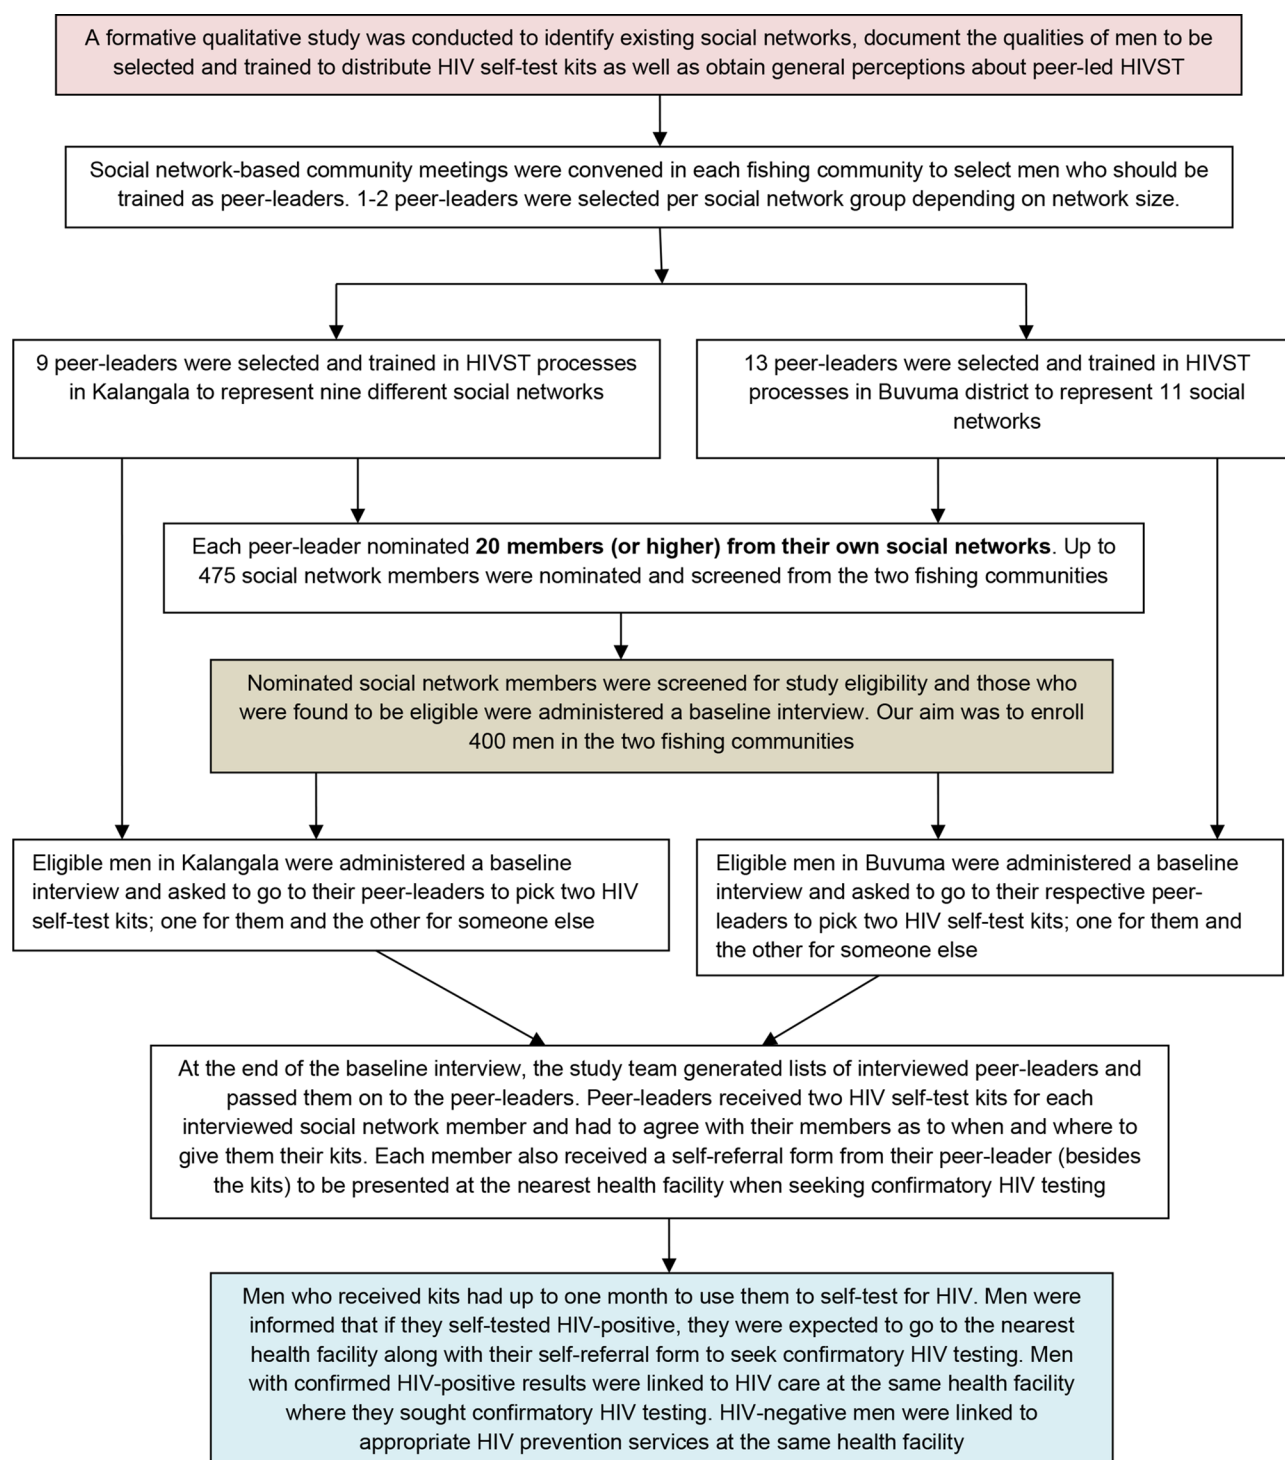 A formative qualitative study was conducted to identify existing social networks, document the qualities of men to be
selected and trained to distribute HIV self-test kits as well as obtain general perceptions about peer-led HIVST
Social network-based community meetings were convened in each fishing community to select men who should be
trained as peer-leaders. 1-2 peer-leaders were selected per social network group depending on network size.
9 peer-leaders were selected and trained in HIVST processes
in Kalangala to represent nine different social networks
13 peer-leaders were selected and trained in HIVST
processes in Buvuma district to represent 11 social
networks
Each peer-leader nominated 20 members (or higher) from their own social networks. Up to
475 social network members were nominated and screened from the two fishing communities
Nominated social network members were screened for study eligibility and those who
were found to be eligible were administered a baseline interview. Our aim was to enroll
400 men in the two fishing communities
Eligible men in Kalangala were administered a baseline
interview and asked to go to their peer-leaders to pick two HIV
self-test kits; one for them and the other for someone else
Eligible men in Buvuma were administered a baseline
interview and asked to go to their respective peer-
leaders to pick two HIV self-test kits; one for them and
the other for someone else
At the end of the baseline interview, the study team generated lists of interviewed peer-leaders and
passed them on to the peer-leaders. Peer-leaders received two HIV self-test kits for each
interviewed social network member and had to agree with their members as to when and where to
give them their kits. Each member also received a self-referral form from their peer-leader (besides
the kits) to be presented at the nearest health facility when seeking confirmatory HIV testing
Men who received kits had up to one month to use them to self-test for HIV. Men were
informed that if they self-tested HIV-positive, they were expected to go to the nearest
health facility along with their self-referral form to seek confirmatory HIV testing. Men
with confirmed HIV-positive results were linked to HIV care at the same health facility
where they sought confirmatory HIV testing. HIV-negative men were linked to
appropriate HIV prevention services at the same health facility